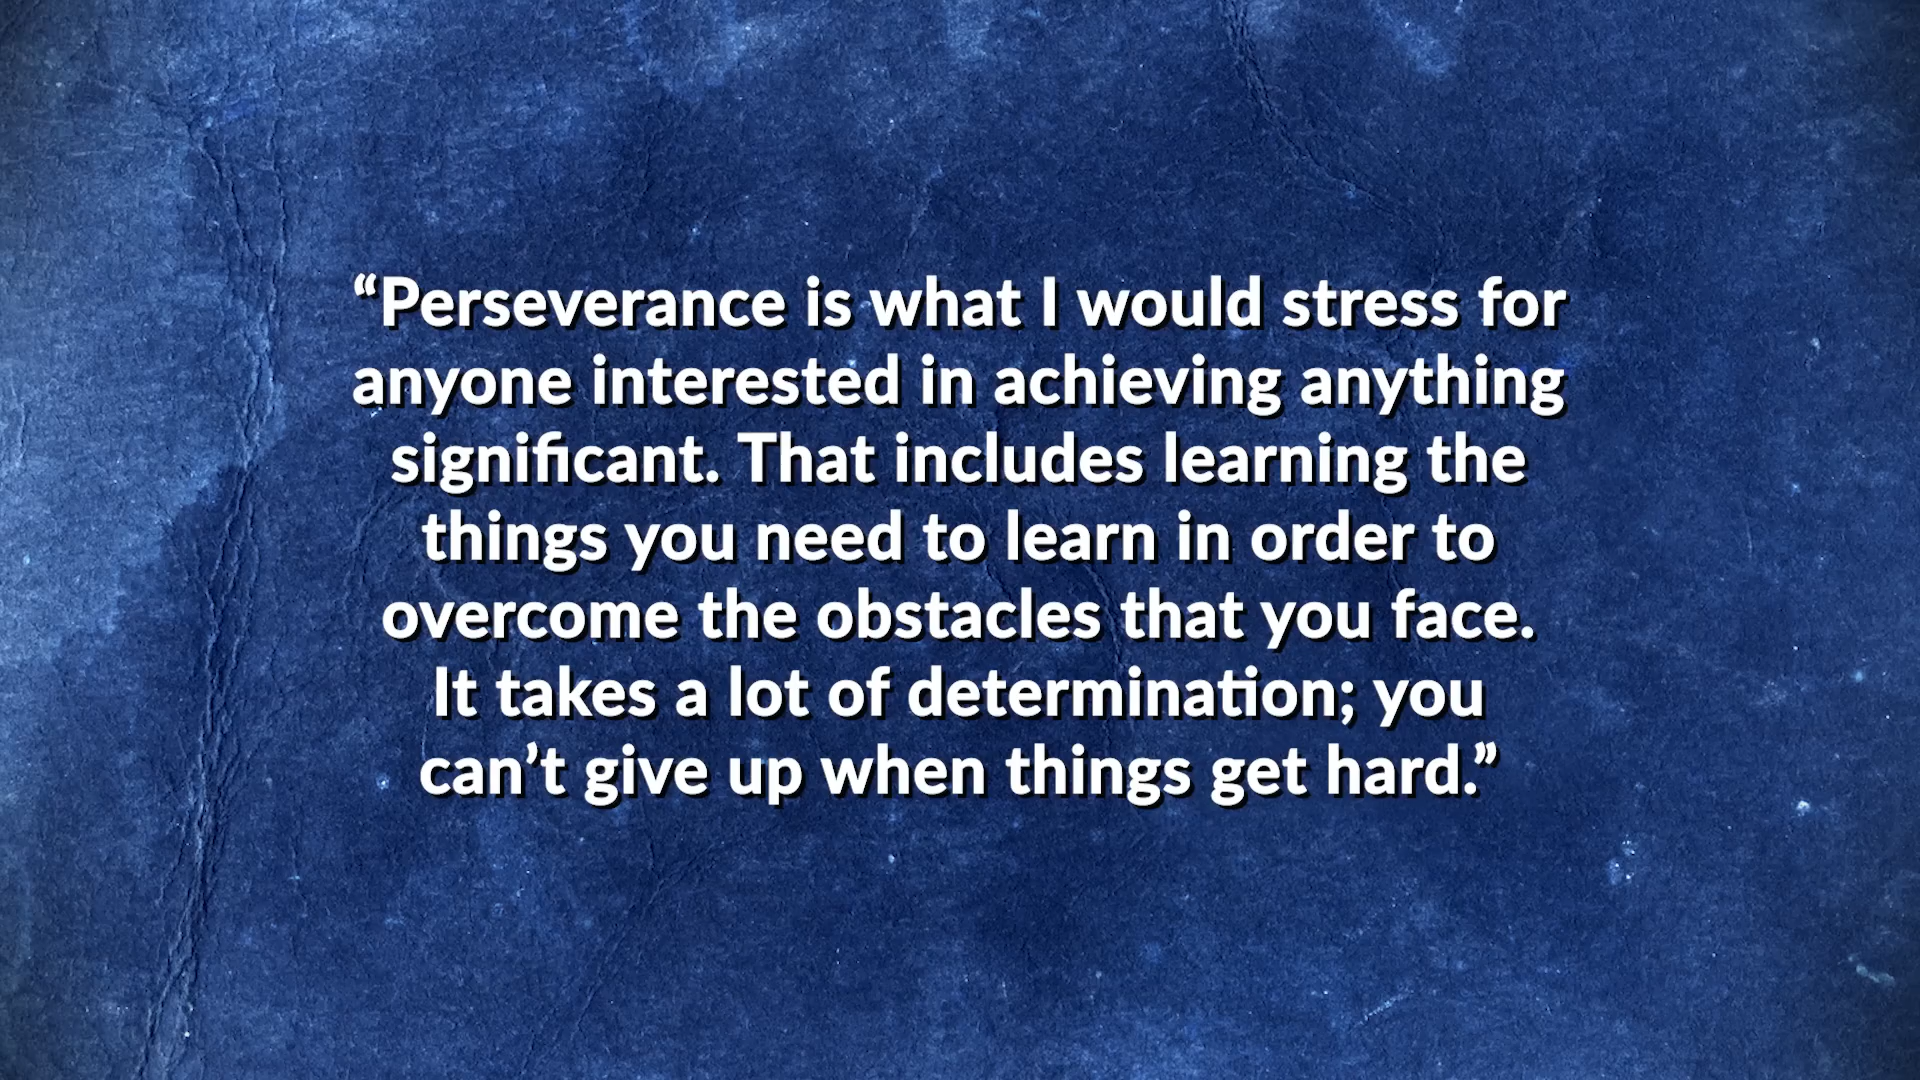 “Perseverance is what I would stress for
anyone interested in achieving anything
significant. That includes learning the
things you need to learn in order to
overcome the obstacles that you face.
It takes a lot of determination; you
can’t give up when things get hard.”